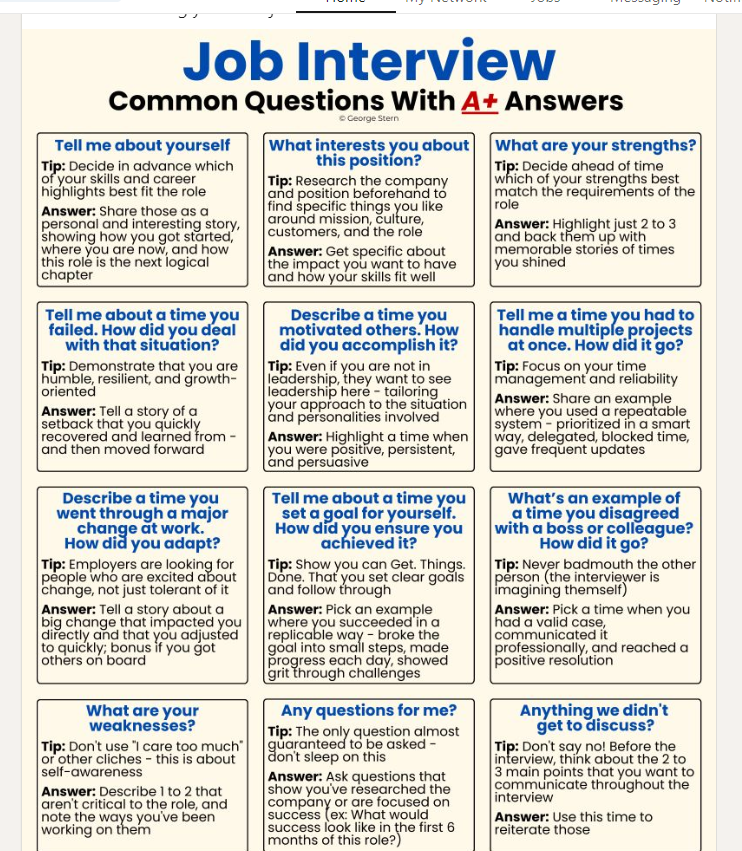 Home
My Network
Jobs
Messaging
Job Interview
Common Questions With A+ Answers
© George Stern
Tell me about yourself
Tip: Decide in advance which
of your skills and career
highlights best fit the role
Answer: Share those as a
personal and interesting story,
showing how you got started,
where you are now, and how
this role is the next logical
chapter
What interests you about
this position?
Tip: Research the company
and position beforehand to
find specific things you like
around mission, culture,
customers, and the role
Answer: Get specific about
the impact you want to have
and how your skills fit well
What are your strengths?
Tip: Decide ahead of time
which of your strengths best
match the requirements of the
role
Answer: Highlight just 2 to 3
and back them up with
memorable stories of times
you shined
Tell me about a time you
failed. How did you deal
with that situation?
Tip: Demonstrate that you are
humble, resilient, and growth-
oriented
Answer: Tell a story of a
setback that you quickly
recovered and learned from -
and then moved forward
Describe a time you
motivated others. How
did you accomplish it?
Tip: Even if you are not in
leadership, they want to see
leadership here - tailoring
your approach to the situation
and personalities involved
Answer: Highlight a time when
you were positive, persistent,
and persuasive
Tell me a time you had to
handle multiple projects
at once. How did it go?
Tip: Focus on your time
management and reliability
Answer: Share an example
where you used a repeatable
system - prioritized in a smart
way, delegated, blocked time,
gave frequent updates
Describe a time you
went through a major
change at work.
How did you adapt?
Tip: Employers are looking for
people who are excited about
change, not just tolerant of it
Answer: Tell a story about a
big change that impacted you
directly and that you adjusted
to quickly; bonus if you got
others on board
Tell me about a time you
set a goal for yourself.
How did you ensure you
achieved it?
Tip: Show you can Get. Things.
Done. That you set clear goals
and follow through
Answer: Pick an example
where you succeeded in a
replicable way - broke the
goal into small steps, made
progress each day, showed
grit through challenges
What's an example of
a time you disagreed
with a boss or colleague?
How did it go?
Tip: Never badmouth the other
person (the interviewer is
imagining themself)
Answer: Pick a time when you
had a valid case,
communicated it
professionally, and reached a
positive resolution
What are your
weaknesses?
Tip: Don't use "I care too much"
or other cliches - this is about
self-awareness
Answer: Describe 1 to 2 that
aren't critical to the role, and
note the ways you've been
working on them
Any questions for me?
Tip: The only question almost
guaranteed to be asked -
don't sleep on this
Answer: Ask questions that
show you've researched the
company or are focused on
success (ex: What would
success look like in the first 6
months of this role?)
Anything we didn't
get to discuss?
Tip: Don't say no! Before the
interview, think about the 2 to
3 main points that you want to
communicate throughout the
interview
Answer: Use this time to
reiterate those